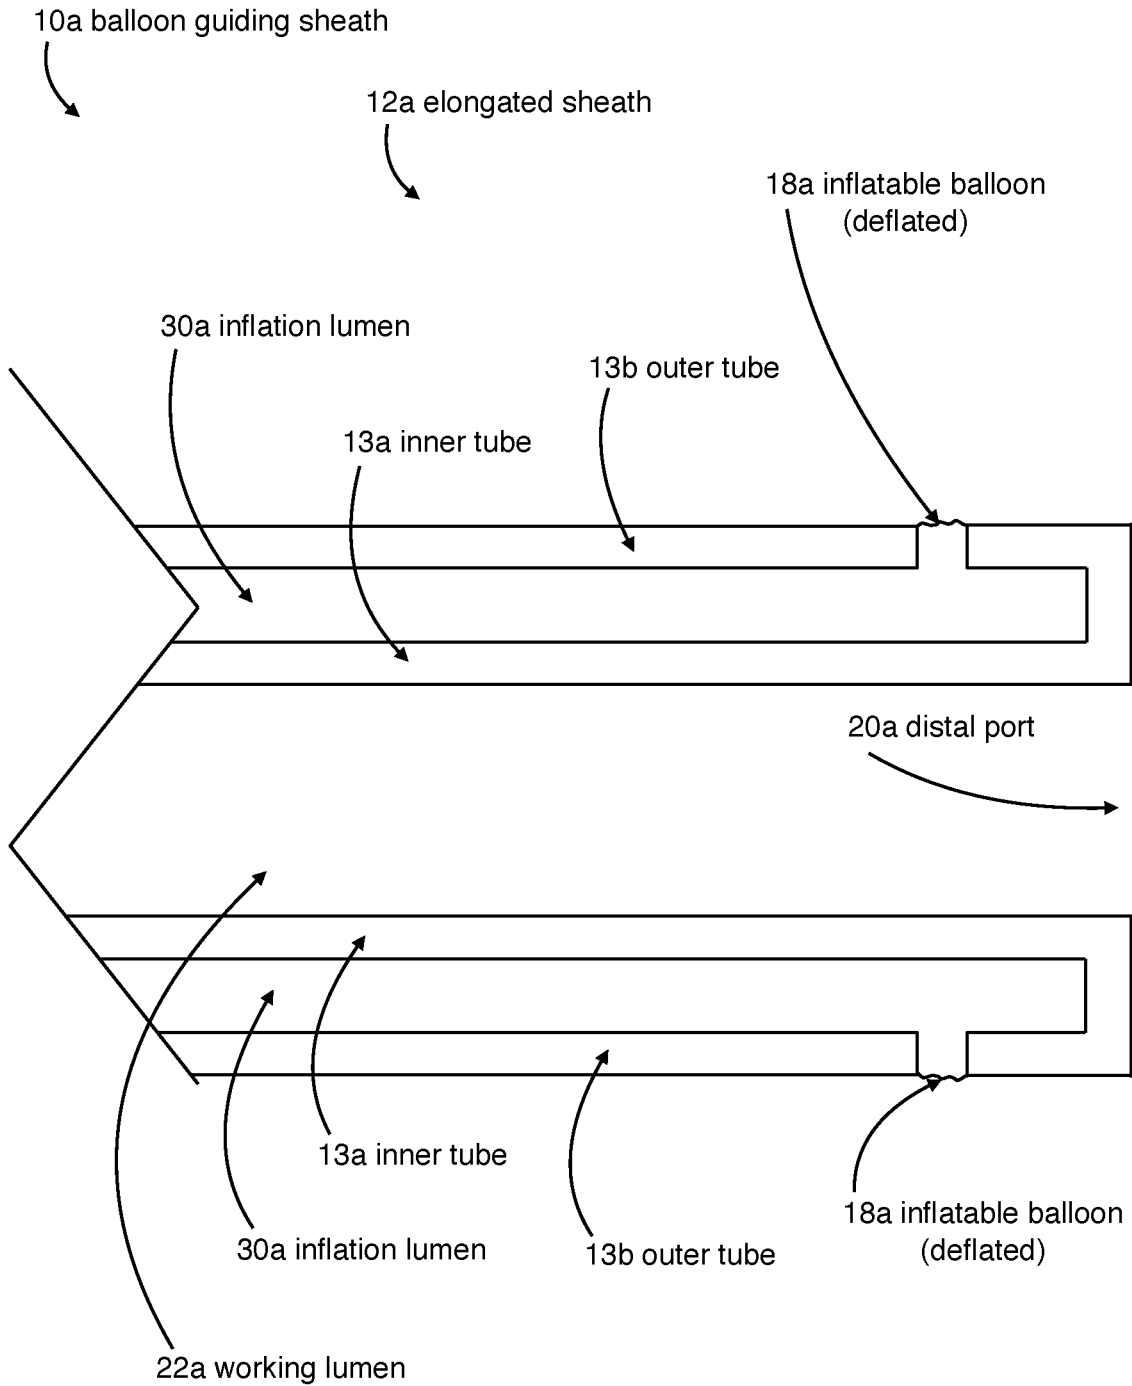 10a balloon guiding sheath
12a elongated sheath
18a inflatable balloon
(deflated)
30a inflation lumen
13b outer tube
13a inner tube
20a distal port
13a inner tube
18a inflatable balloon
(deflated)
30a inflation lumen
13b outer tube
22a working lumen